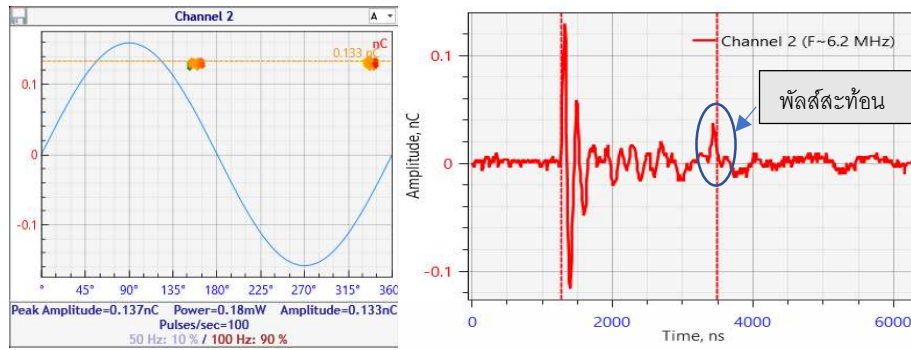 Channel 2
A
nC
0.133 nC
0.1
0
-0.1
0° 45° 90° 135° 180° 225° 270° 315° 360
Peak Amplitude=0.137nC Power=0.18mW Amplitude=0.133nC
Pulses/sec=100
50 Hz: 10 % / 100 Hz: 90 %
Channel 2 (F~6.2 MHz)
พัลส์สะท้อน
Amplitude, nC
0.1
0
-0.1
0 2000 4000 6000
Time, ns